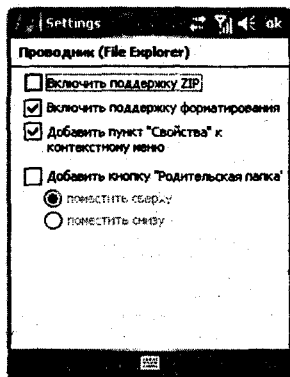 Settings
ok
Проводник (File Explorer)
Включить поддержку ZIP
Включить поддержку форматирования
Добавить пункт "Свойства" к
контекстному меню
Добавить кнопку "Родительская папка"
поместить сверху
поместить снизу